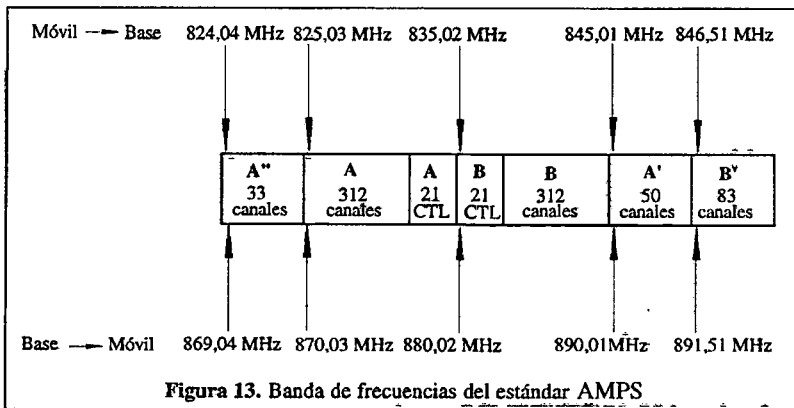 Móvil → Base 824,04 MHz 825,03 MHz 835,02 MHz 845,01 MHz 846,51 MHz
A" A A B B A' B'
33 312 21 21 312 50 83
canales canales CTL CTL canales canales canales
Base → Móvil 869,04 MHz 870,03 MHz 880,02 MHz 890,01MHz 891,51 MHz
Figura 13. Banda de frecuencias del estándar AMPS